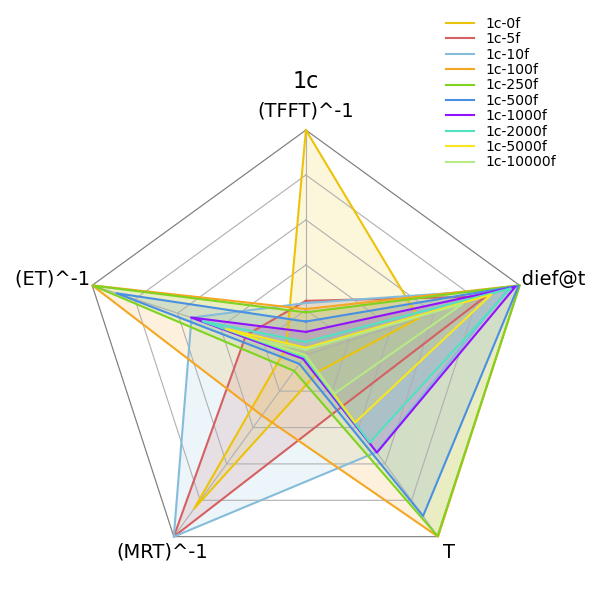 1c
(TFFT)^-1
(ET)^-1
dief@t
(MRT)^-1
T
1c-0f
1c-5f
1c-10f
1c-100f
1c-250f
1c-500f
1c-1000f
1c-2000f
1c-5000f
1c-10000f